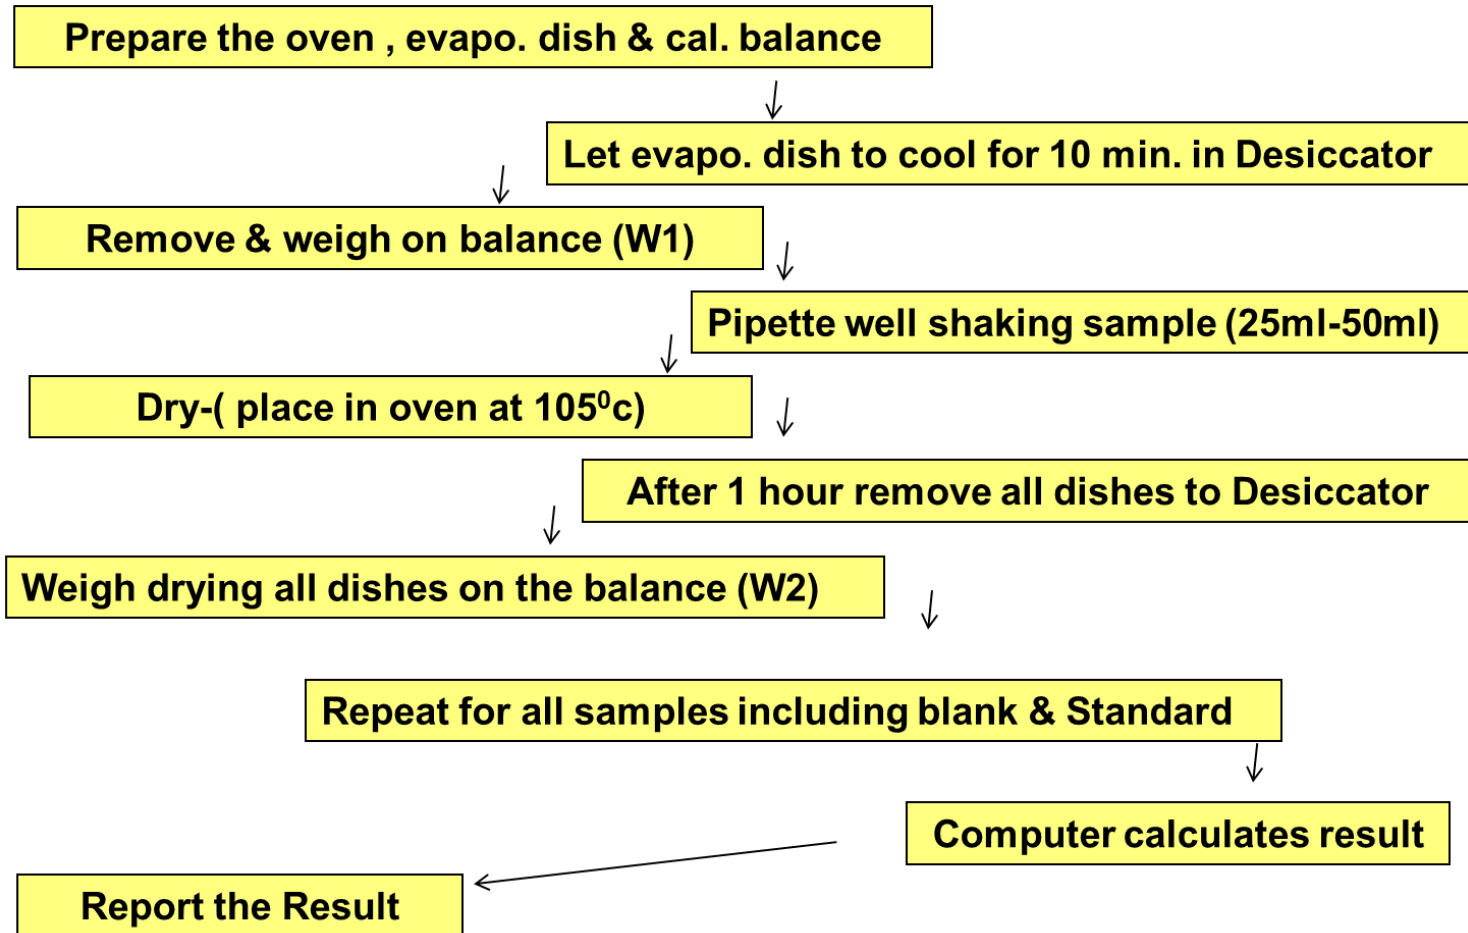 Prepare the oven , evapo. dish & cal. balance
Let evapo. dish to cool for 10 min. in Desiccator
Remove & weigh on balance (W1)
Pipette well shaking sample (25ml-50ml)
Dry-( place in oven at 105⁰c)
After 1 hour remove all dishes to Desiccator
Weigh drying all dishes on the balance (W2)
Repeat for all samples including blank & Standard
Computer calculates result
Report the Result